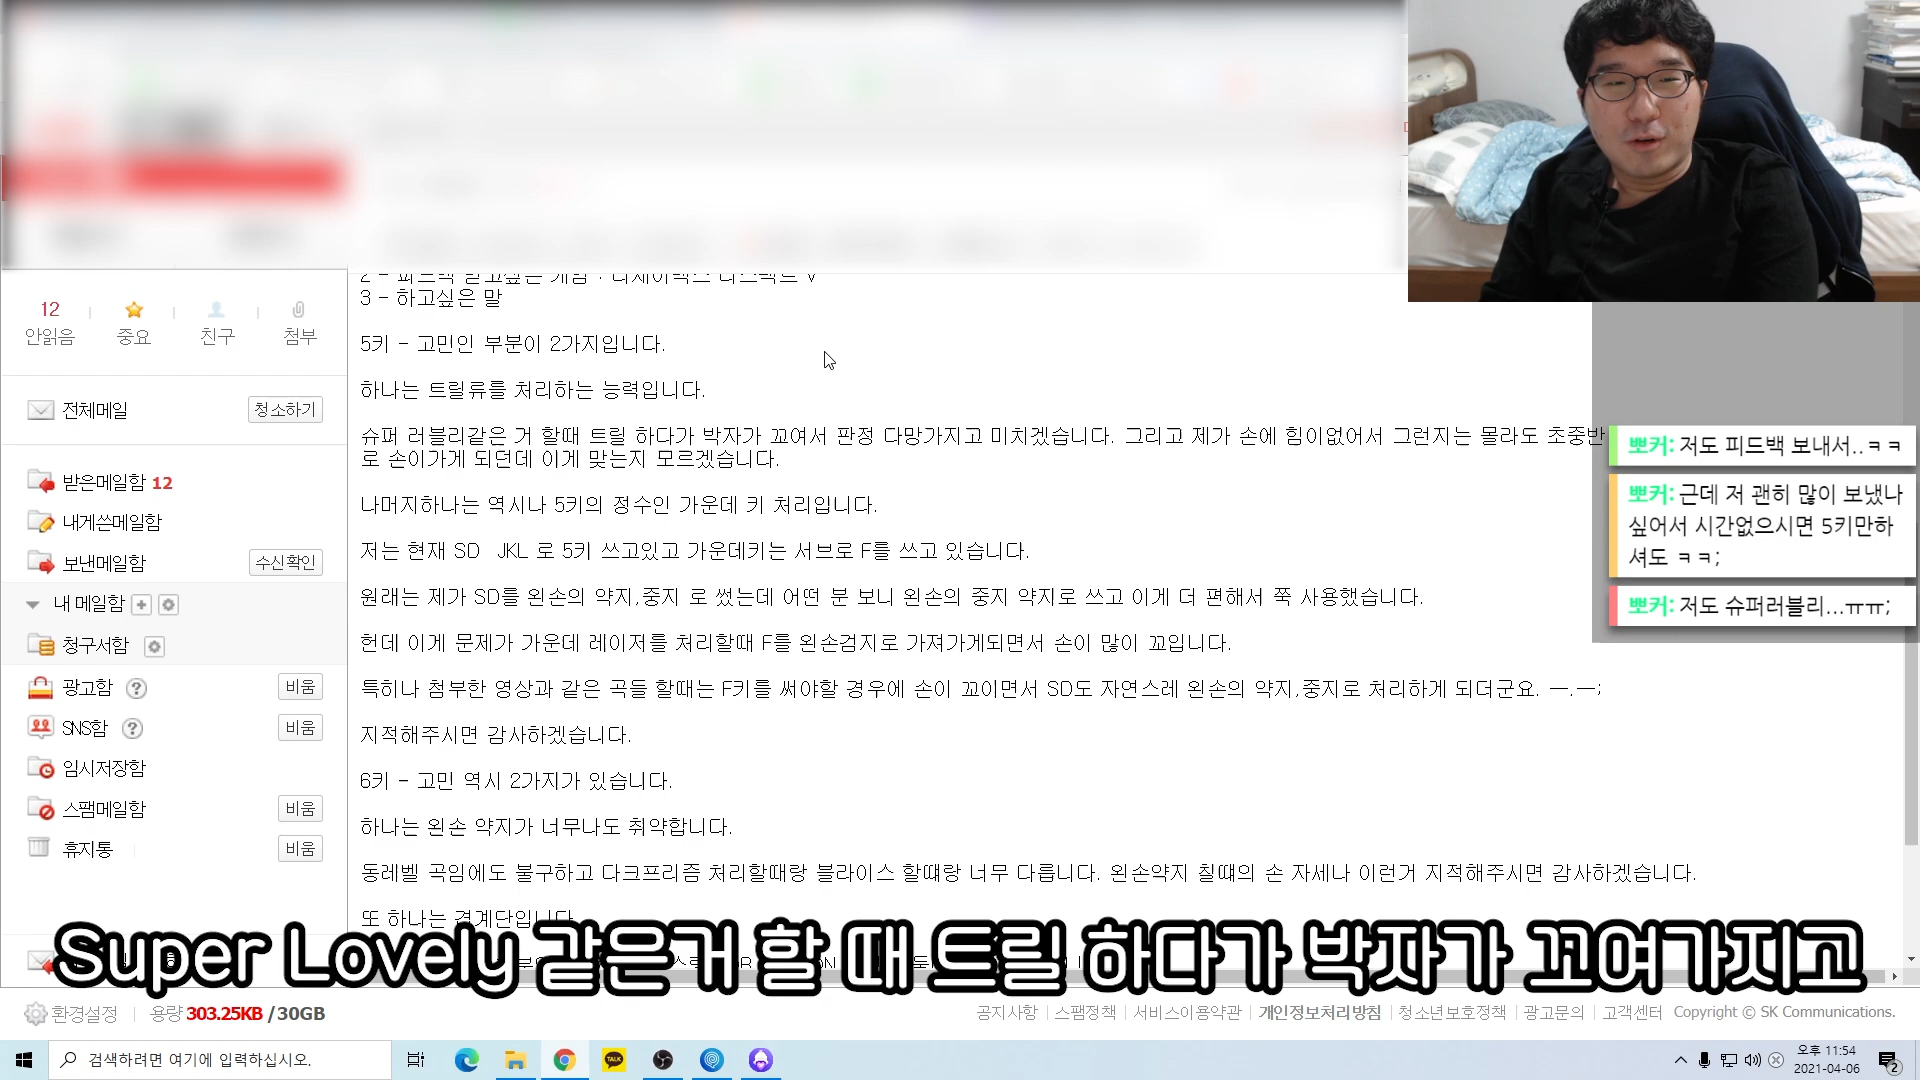 3 - 하고싶은 말
5키 - 고민인 부분이 2가지입니다.
하나는 트릴류를 처리하는 능력입니다.
슈퍼 러블리같은 거 할때 트릴 하다가 박자가 꼬여서 판정 다망가지고 미치겠습니다. 그리고 제가 손에 힘이없어서 그런지는 몰라도 초중반
로 손이가게 되던데 이게 맞는지 모르겠습니다.
나머지하나는 역시나 5키의 정수인 가운데 키 처리입니다.
저는 현재 SD  JKL 로 5키 쓰고있고 가운데키는 서브로 F를 쓰고 있습니다.
원래는 제가 SD를 왼손의 약지,중지 로 썼는데 어떤 분 보니 왼손의 중지 약지로 쓰고 이게 더 편해서 쭉 사용했습니다.
헌데 이게 문제가 가운데 레이저를 처리할때 F를 왼손검지로 가져가게되면서 손이 많이 꼬입니다.
특히나 첨부한 영상과 같은 곡들 할때는 F키를 써야할 경우에 손이 꼬이면서 SD도 자연스레 왼손의 약지,중지로 처리하게 되더군요. ㅡ.ㅡ;
지적해주시면 감사하겠습니다.
6키 - 고민 역시 2가지가 있습니다.
하나는 왼손 약지가 너무나도 취약합니다.
동레벨 곡임에도 불구하고 다크프리즘 처리할때랑 블라이스 할떄랑 너무 다릅니다. 왼손약지 칠떄의 손 자세나 이런거 지적해주시면 감사하겠습니다.
또 하나는 경계단입니다
12
안읽음
중요
친구
첨부
전체메일 청소하기
받은메일함 12
내게쓴메일함
보낸메일함 수신확인
내 메일함
청구서함
광고함 ? 비움
SNS함 ? 비움
임시저장함
스팸메일함 비움
휴지통 비움
뽀커: 저도 피드백 보내서..ㅋㅋ
뽀커: 근데 저 괜히 많이 보냈나
싶어서 시간없으시면 5키만하
셔도 ㅋㅋ;
뽀커: 저도 슈퍼러블리...ㅠㅠ;
Super Lovely 같은거 할 때 트릴 하다가 박자가 꼬여가지고
환경설정 용량 303.25KB / 30GB
공지사항 스팸정책 서비스이용약관 개인정보처리방침 청소년보호정책 광고문의 고객센터 Copyright © SK Communications.
검색하려면 여기에 입력하십시오.
TALK
오후 11:54
2021-04-06
2